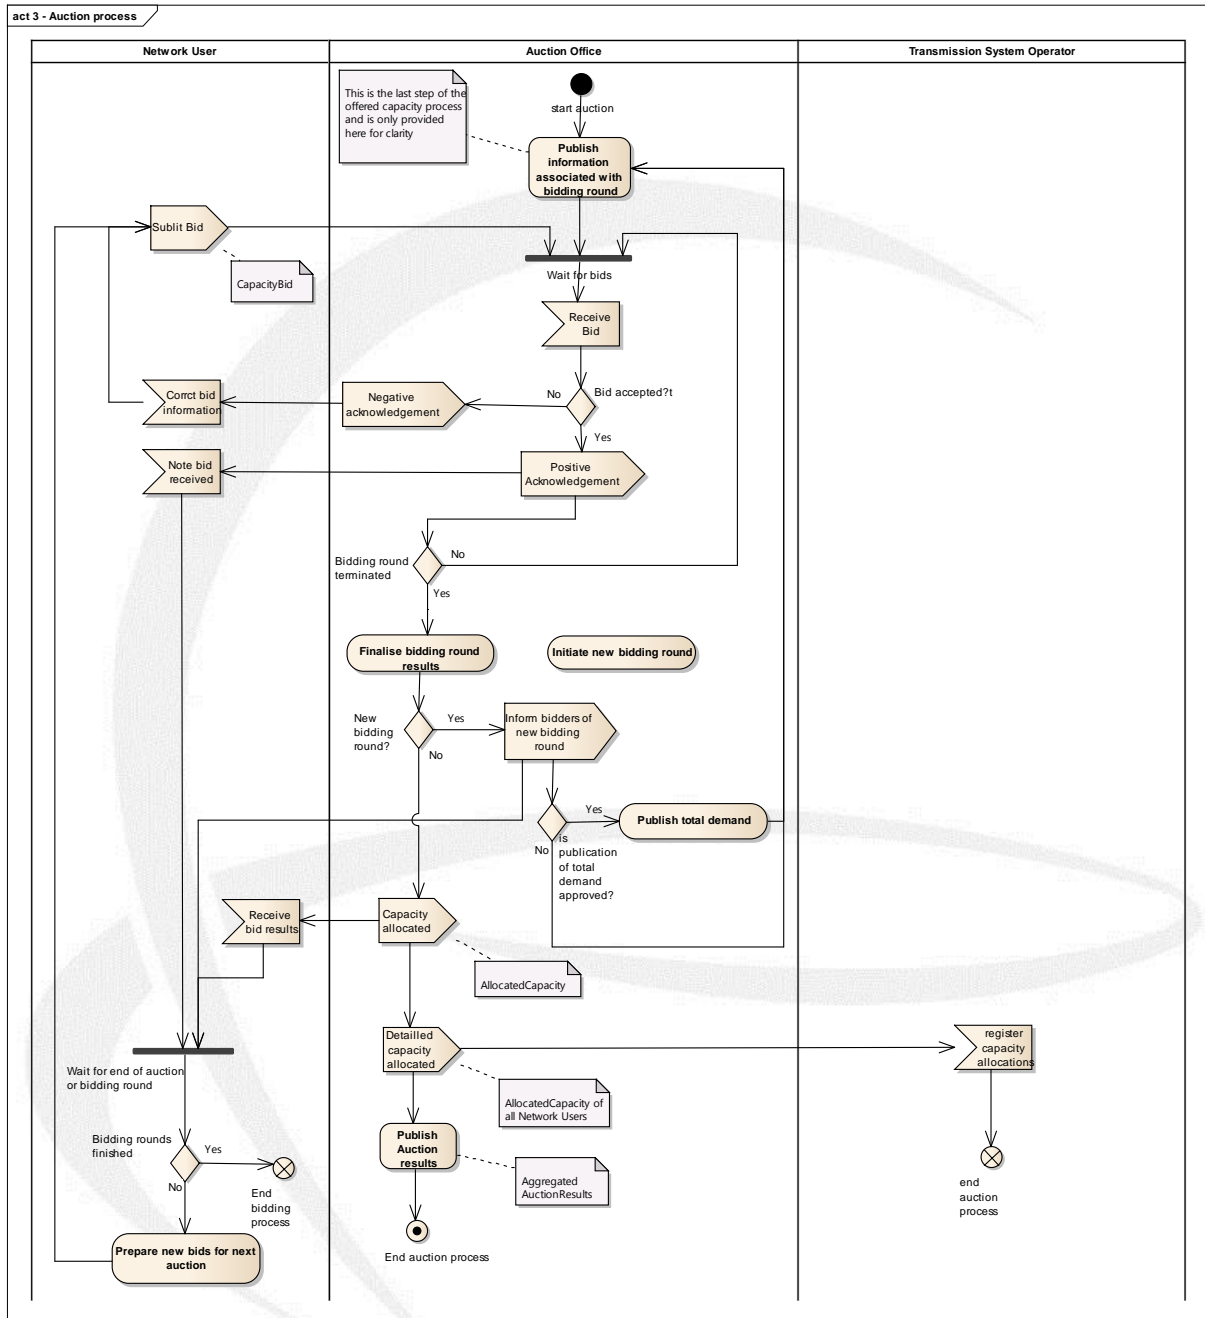 act 3 - Auction process
Network User
Auction Office
Transmission System Operator
This is the last step of the
offered capacity process
and is only provided
here for clarity
start auction
Publish
information
associated with
bidding round
Sublit Bid
CapacityBid
Wait for bids
Receive
Bid
Bid accepted?t
No
Yes
Negative
acknowledgement
Corrct bid
information
Note bid
received
Positive
Acknowledgement
Bidding round
terminated
No
Yes
Finalise bidding round
results
Initiate new bidding round
New
bidding
round?
Yes
No
Inform bidders of
new bidding
round
Yes
No
is
publication
of total
demand
approved?
Publish total demand
Receive
bid results
Capacity
allocated
AllocatedCapacity
Detailled
capacity
allocated
register
capacity
allocations
AllocatedCapacity of
all Network Users
Wait for end of auction
or bidding round
Bidding rounds
finished
Yes
No
End
bidding
process
Publish
Auction
results
Aggregated
AuctionResults
end
auction
process
Prepare new bids for next
auction
End auction process